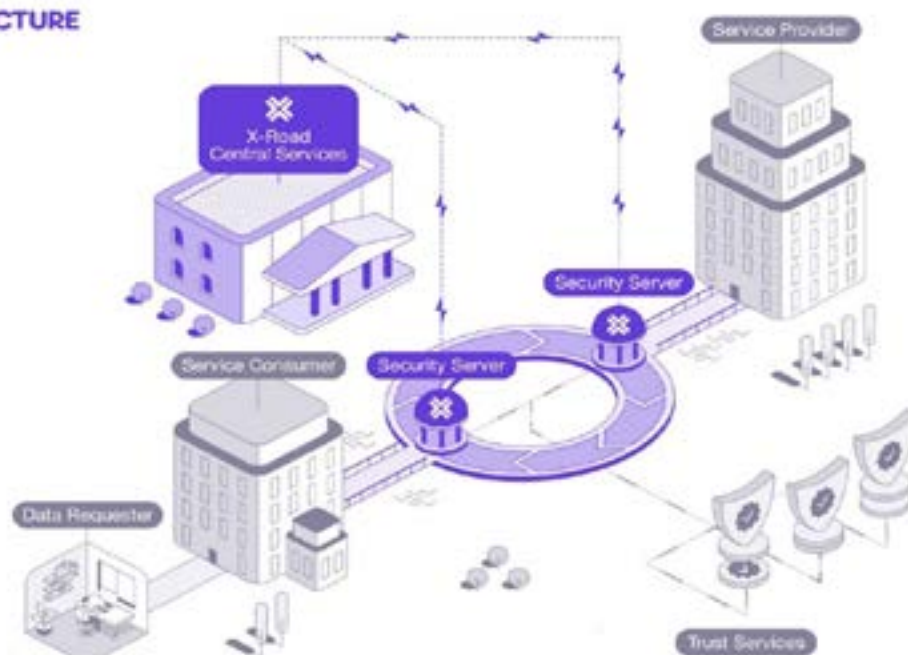 CTURE
Service Provider
X-Road
Central Services
Security Server
Service Consumer
Security Server
Data Requester
Trust Services